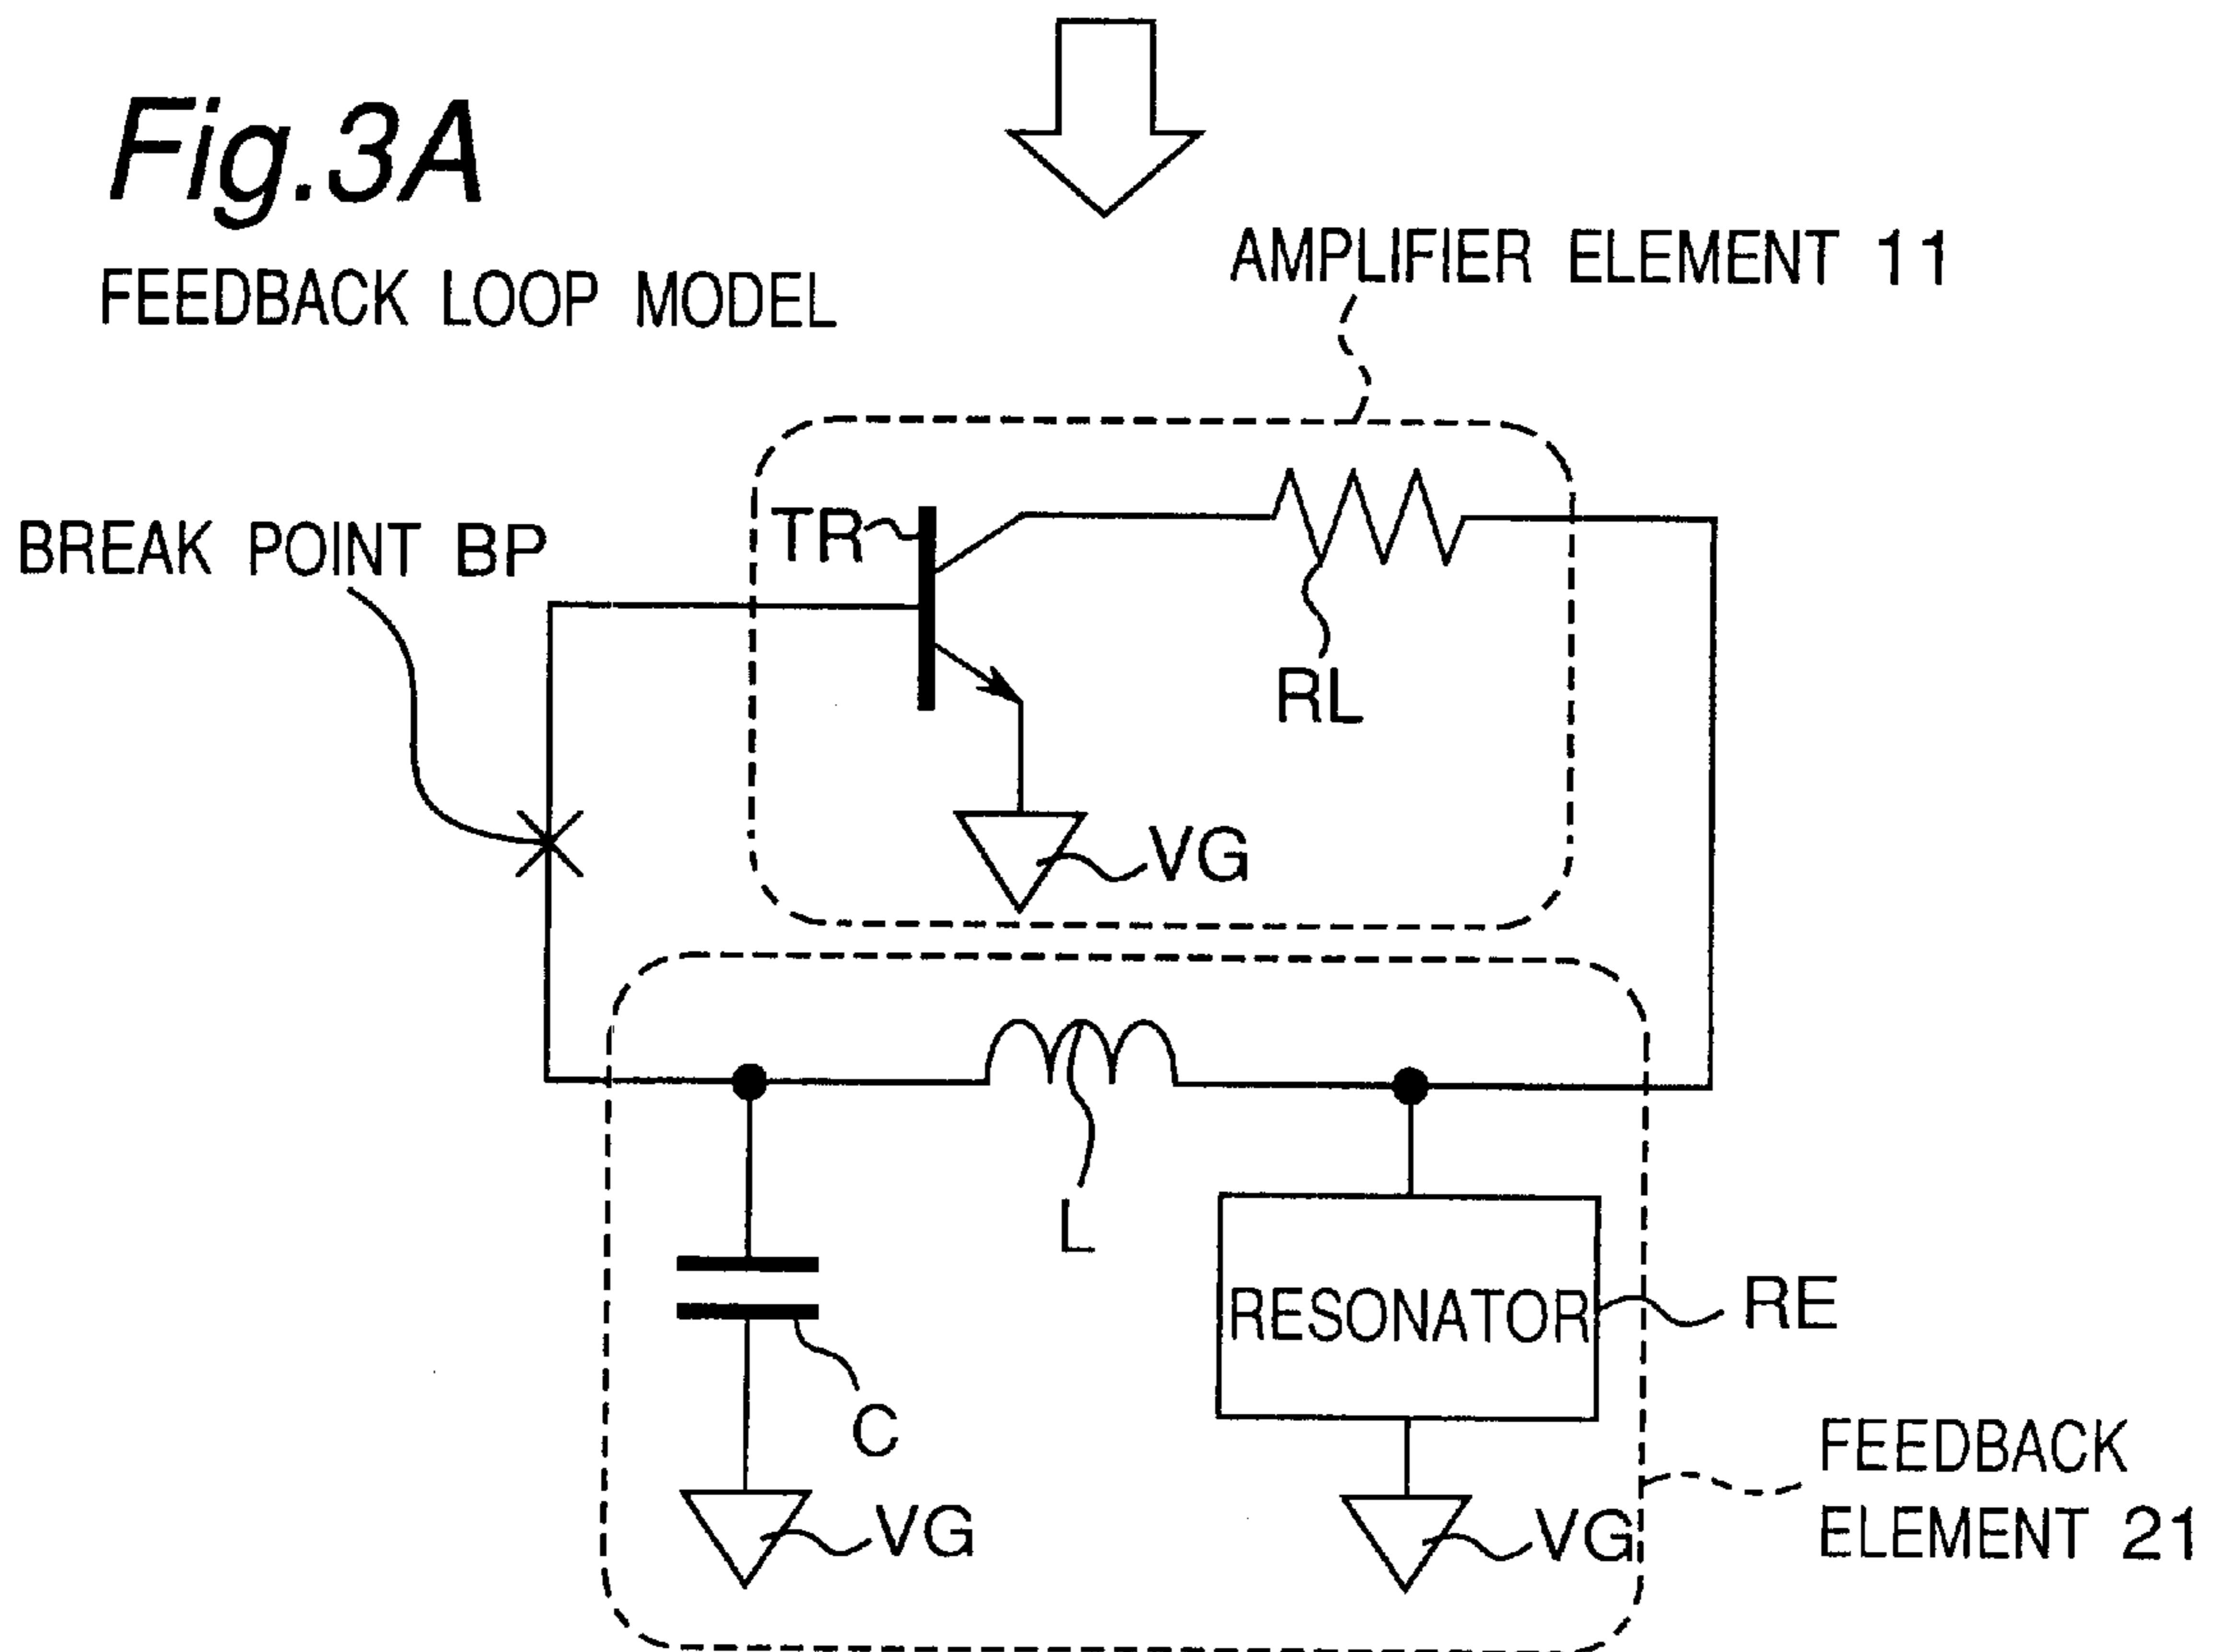 Fig.3A
FEEDBACK LOOP MODEL
AMPLIFIER ELEMENT 11
BREAK POINT BP
TR
RL
VG
L
RESONATOR
RE
C
FEEDBACK
ELEMENT 21
VG
VG